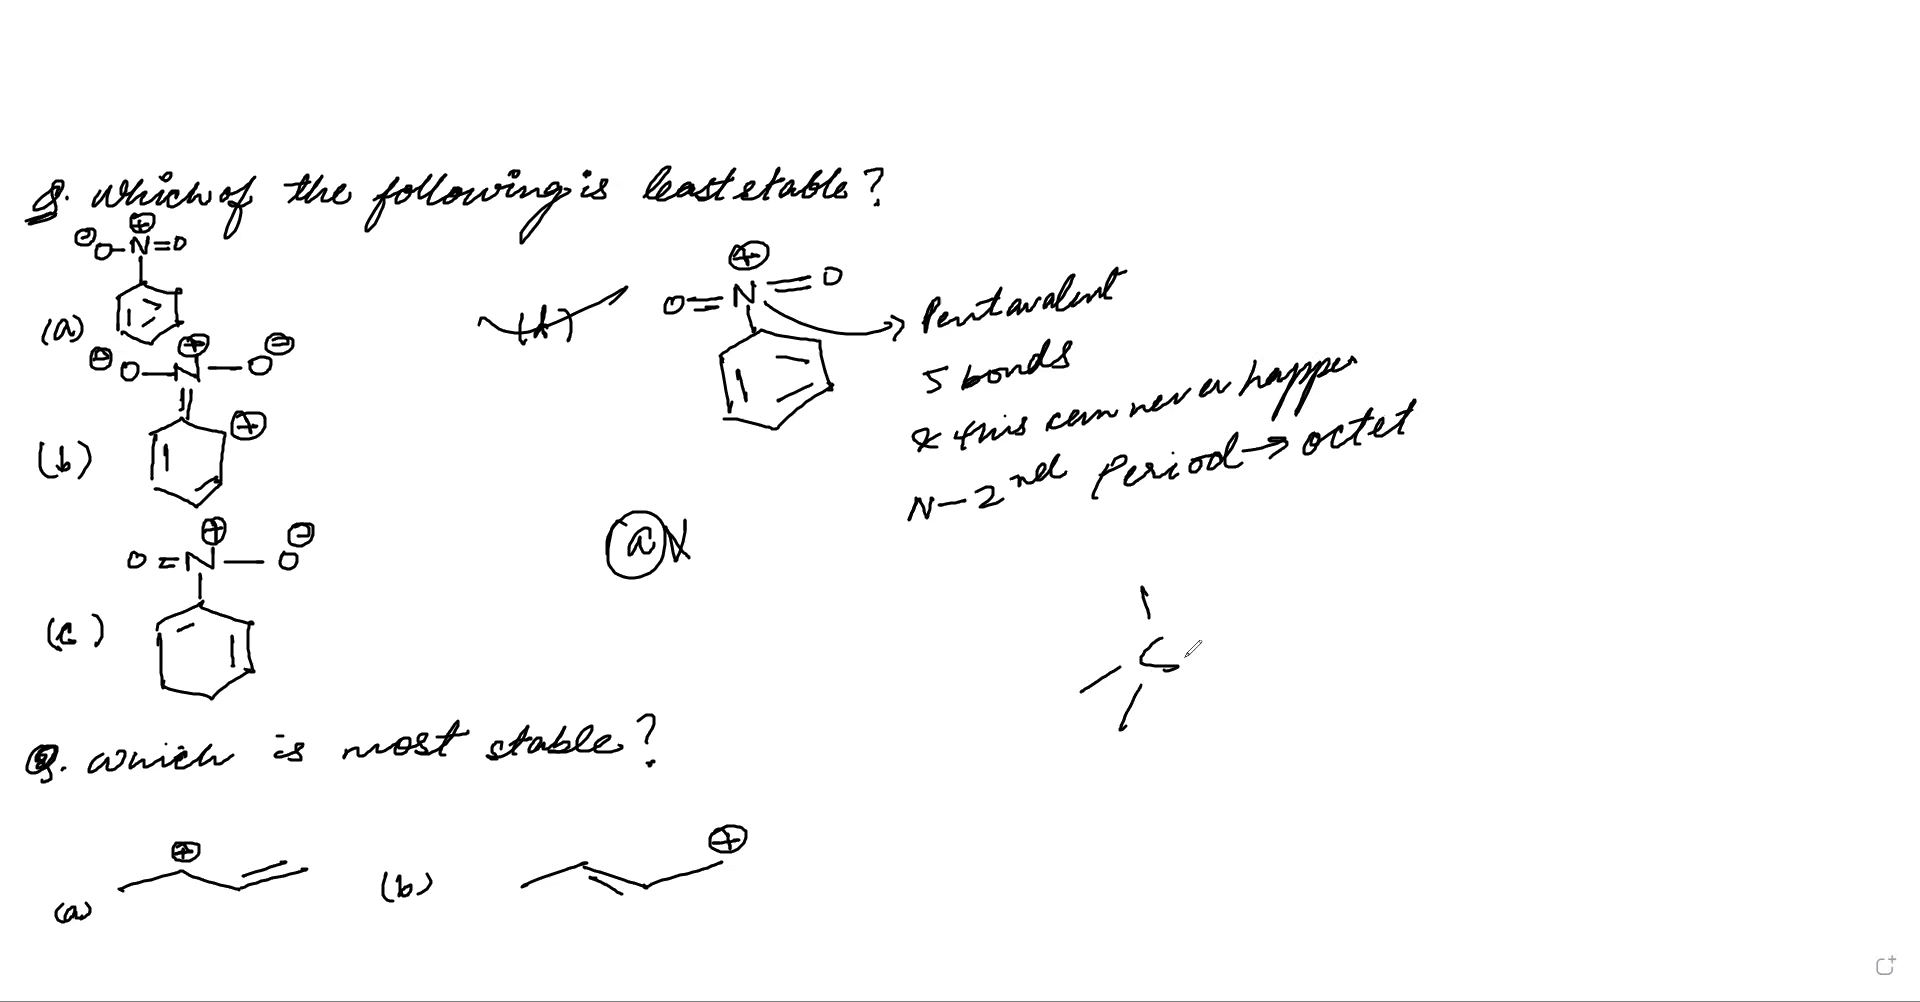 Q. which of the following is least stable?
⊖O-N⊕=O
(a)
⊖O-N⊕-O⊖
⊕
(b)
O=N⊕-O⊖
(c)
(d)
O=N⊕=O
Pentavalent
5 bonds
* this can never happen
N-2nd Period → octet
(a)
C
Q. which is most stable?
(a) ⊕
(b) ⊕